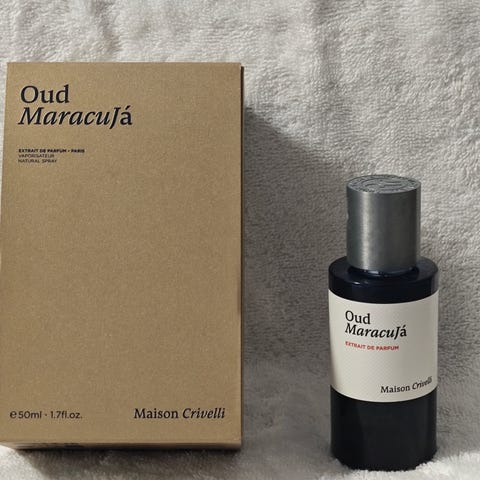 Oud
MaracuJá
EXTRAIT DE PARFUM - PARIS
VAPORISATEUR
NATURAL SPRAY
℮50ml - 1.7fl.oz.
Maison Crivelli
Oud
MaracuJá
EXTRAIT DE PARFUM
Maison Crivelli